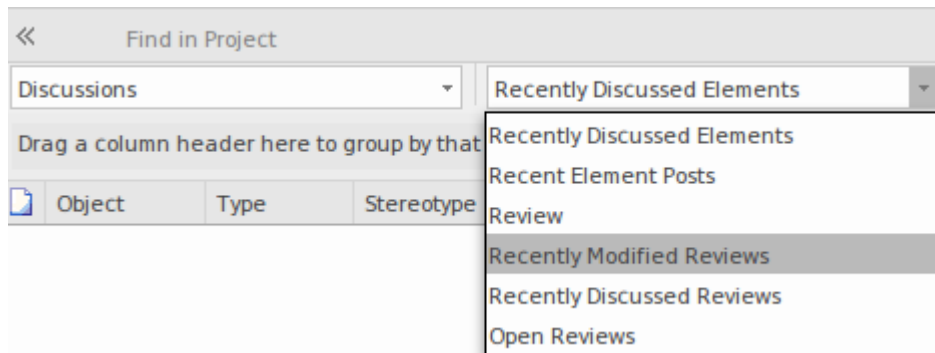 Find in Project
Discussions
Recently Discussed Elements
Drag a column header here to group by that
Recently Discussed Elements
Recent Element Posts
Object Type Stereotype
Review
Recently Modified Reviews
Recently Discussed Reviews
Open Reviews